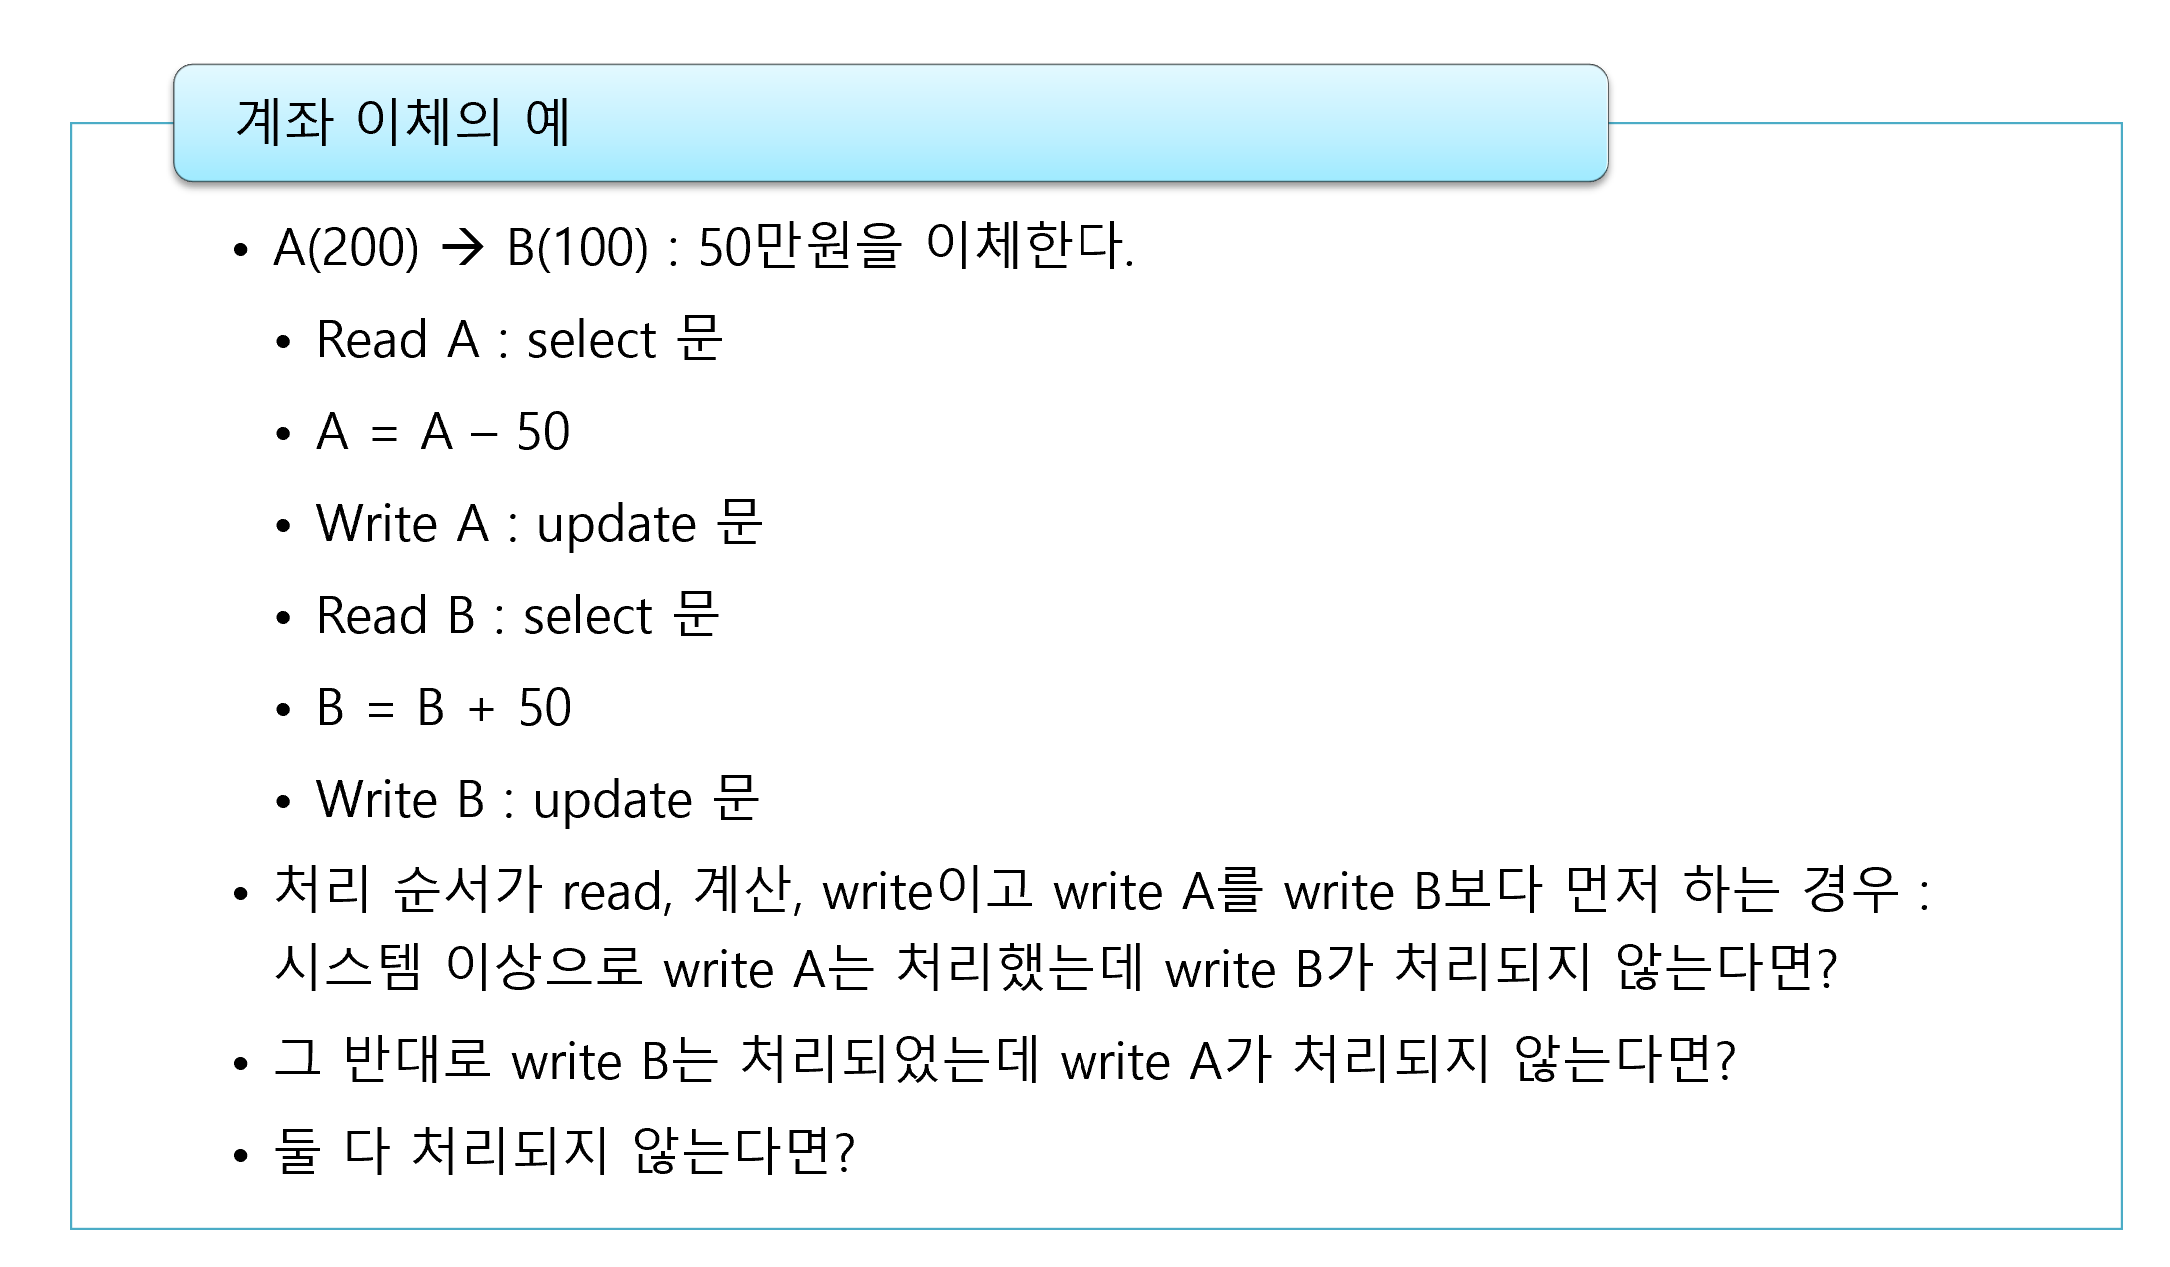 계좌 이체의 예
• A(200) → B(100) : 50만원을 이체한다.
• Read A : select 문
• A = A – 50
• Write A : update 문
• Read B : select 문
• B = B + 50
• Write B : update 문
• 처리 순서가 read, 계산, write이고 write A를 write B보다 먼저 하는 경우 :
시스템 이상으로 write A는 처리했는데 write B가 처리되지 않는다면?
• 그 반대로 write B는 처리되었는데 write A가 처리되지 않는다면?
• 둘 다 처리되지 않는다면?